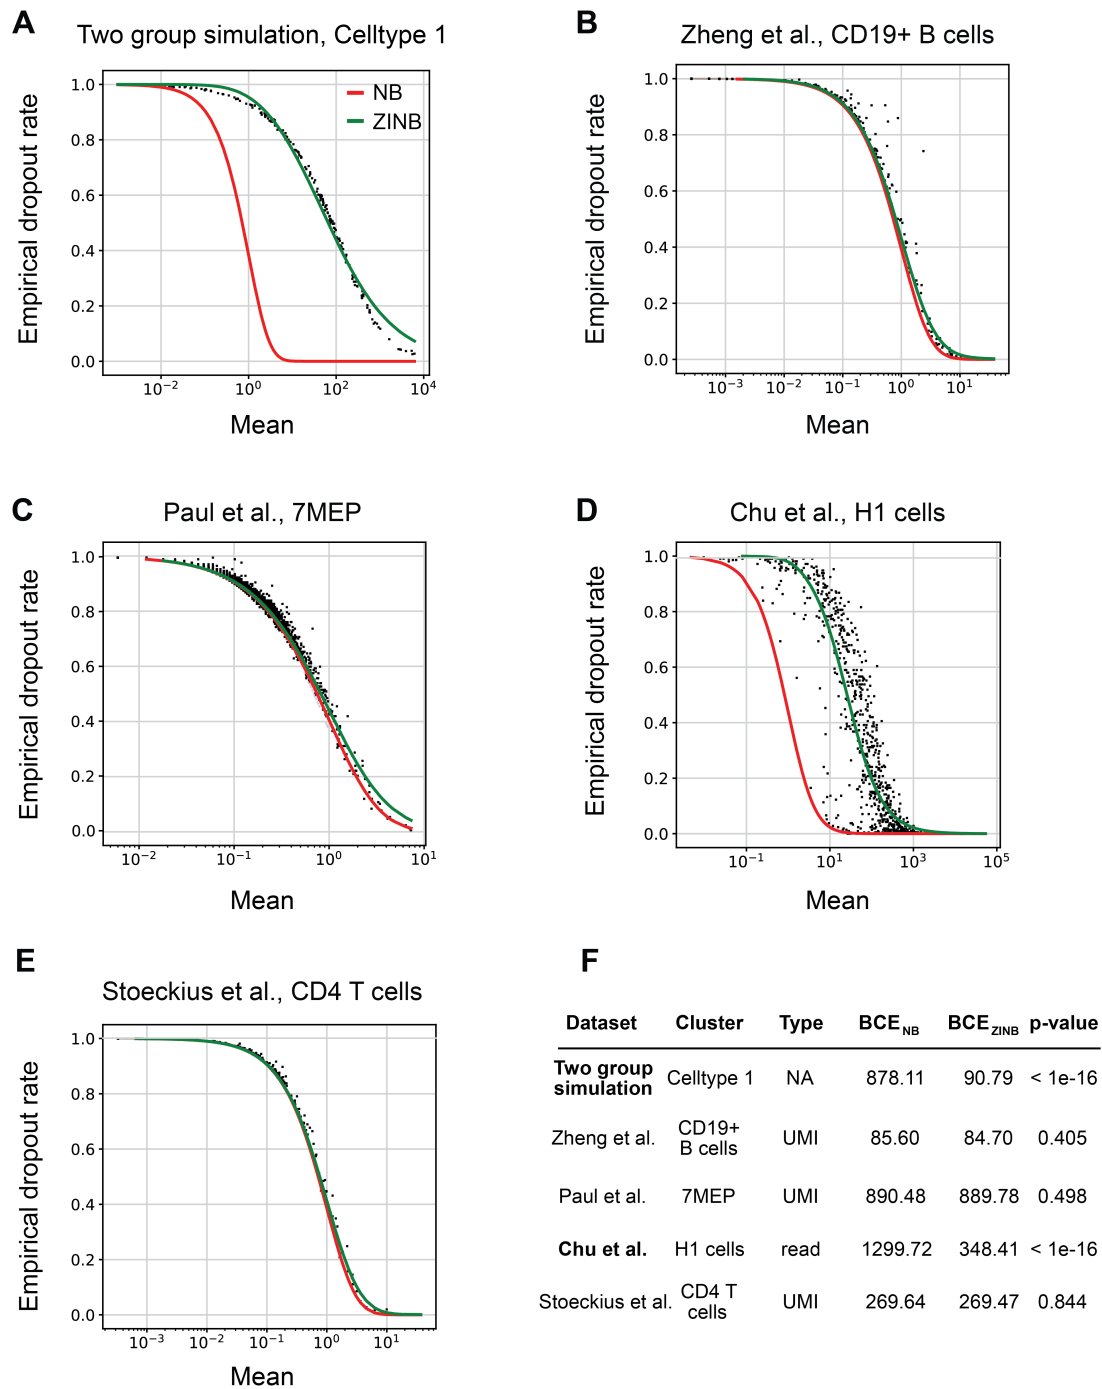 A
Two group simulation, Celltype 1
Empirical dropout rate
1.0
0.8
0.6
0.4
0.2
0.0
NB
ZINB
10⁻²
10⁰
10²
10⁴
Mean
B
Zheng et al., CD19+ B cells
Empirical dropout rate
1.0
0.8
0.6
0.4
0.2
0.0
10⁻³
10⁻²
10⁻¹
10⁰
10¹
Mean
C
Paul et al., 7MEP
Empirical dropout rate
1.0
0.8
0.6
0.4
0.2
0.0
10⁻²
10⁻¹
10⁰
10¹
Mean
D
Chu et al., H1 cells
Empirical dropout rate
1.0
0.8
0.6
0.4
0.2
0.0
10⁻¹
10¹
10³
10⁵
Mean
E
Stoeckius et al., CD4 T cells
Empirical dropout rate
1.0
0.8
0.6
0.4
0.2
0.0
10⁻³
10⁻²
10⁻¹
10⁰
10¹
Mean
F
Dataset Cluster Type BCE NB BCE ZINB p-value
Two group simulation Celltype 1 NA 878.11 90.79 < 1e-16
Zheng et al. CD19+ B cells UMI 85.60 84.70 0.405
Paul et al. 7MEP UMI 890.48 889.78 0.498
Chu et al. H1 cells read 1299.72 348.41 < 1e-16
Stoeckius et al. CD4 T cells UMI 269.64 269.47 0.844